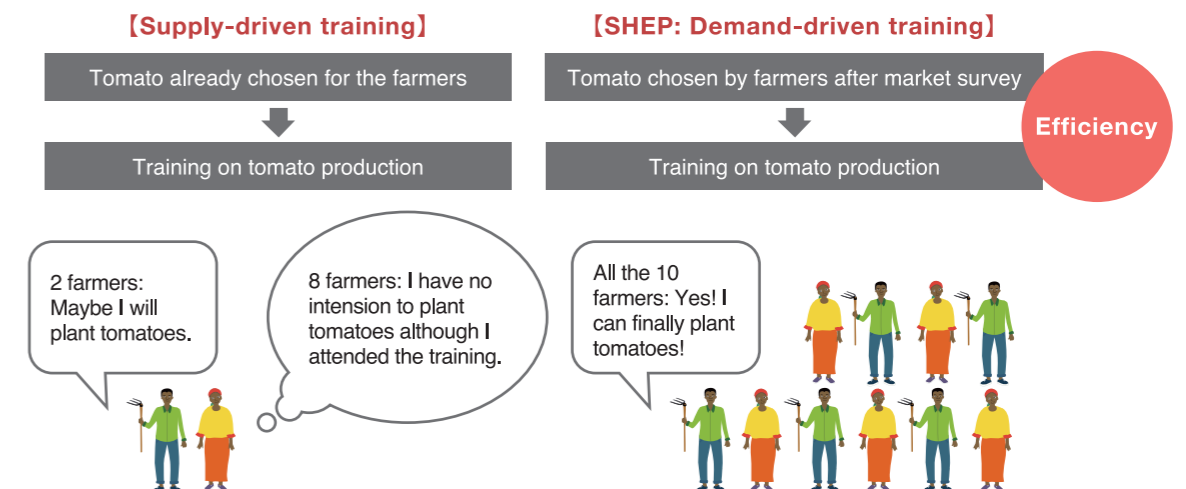 【Supply-driven training】
Tomato already chosen for the farmers
Training on tomato production
2 farmers:
Maybe I will
plant tomatoes.
8 farmers: I have no
intension to plant
tomatoes although I
attended the training.
【SHEP: Demand-driven training】
Tomato chosen by farmers after market survey
Training on tomato production
Efficiency
All the 10
farmers: Yes! I
can finally plant
tomatoes!